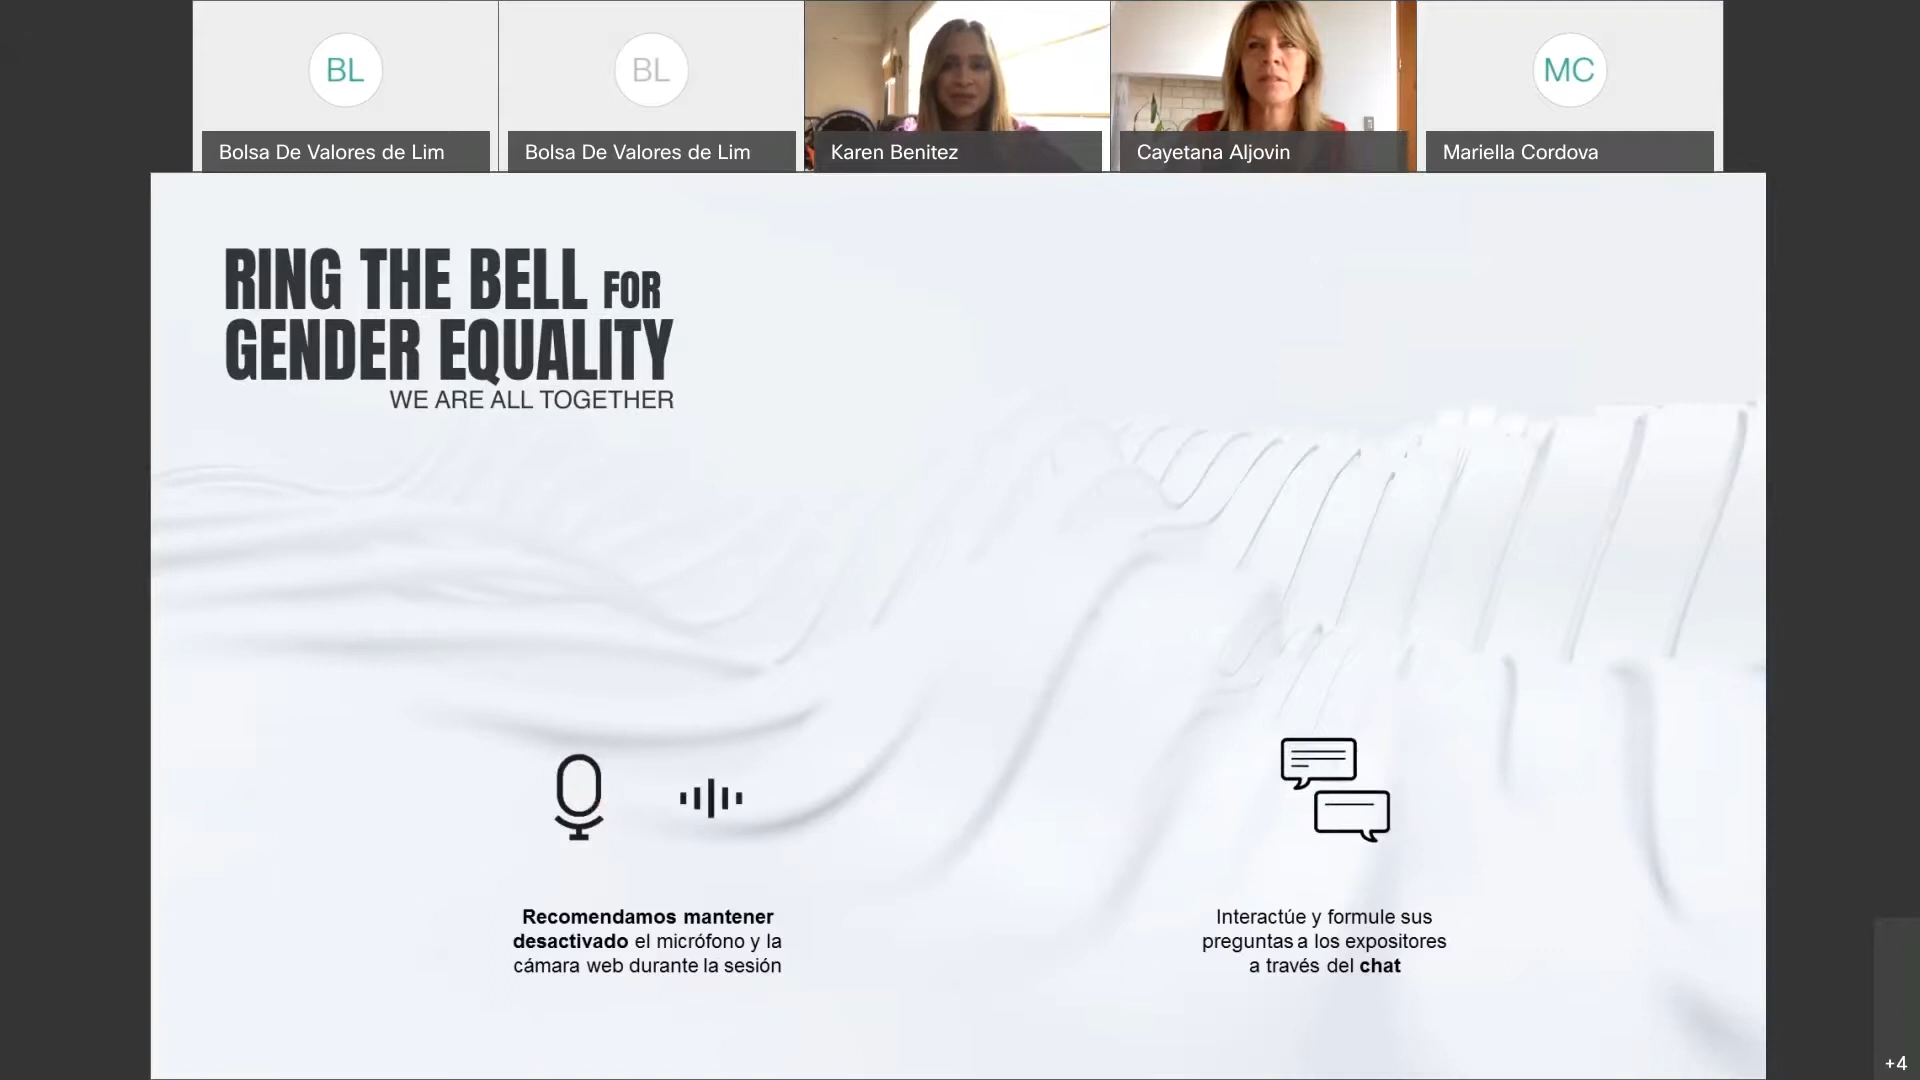 BL
BL
MC
Bolsa De Valores de Lim
Bolsa De Valores de Lim
Karen Benitez
Cayetana Aljovin
Mariella Cordova
RING THE BELL FOR
GENDER EQUALITY
WE ARE ALL TOGETHER
Recomendamos mantener
desactivado el micrófono y la
cámara web durante la sesión
Interactúe y formule sus
preguntas a los expositores
a través del chat
+4